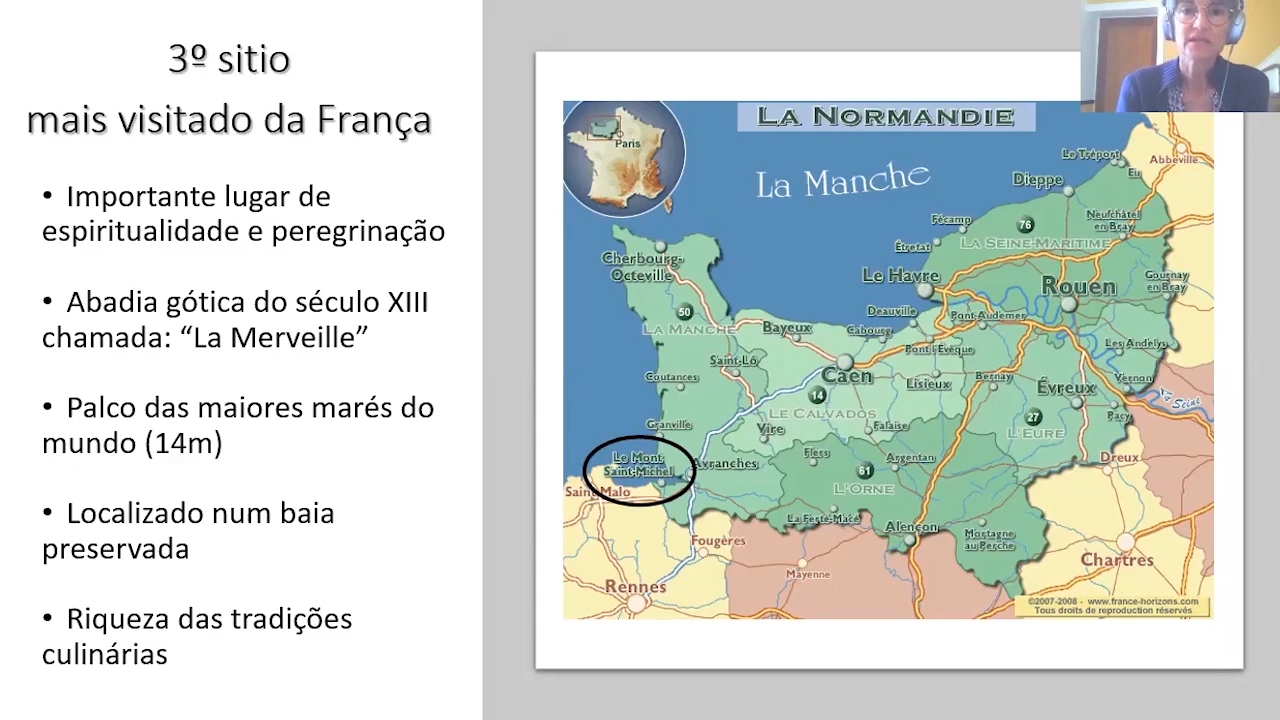 3º sitio
mais visitado da França
• Importante lugar de
espiritualidade e peregrinação
• Abadia gótica do século XIII
chamada: “La Merveille”
• Palco das maiores marés do
mundo (14m)
• Localizado num baia
preservada
• Riqueza das tradições
culinárias
LA NORMANDIE
Paris
La Manche
Le Tréport
Eu
Abbeville
Dieppe
Fécamp
76
Neufchâtel
en Bray
Étretat
LA SEINE-MARITIME
Cherbourg-
Octeville
Le Havre
Rouen
Gournay
en Bray
50
LA MANCHE
Bayeux
Deauville
Cabourg
Pont-Audemer
Les Andelys
Pont l'Évêque
Saint-Lô
Caen
Coutances
Lisieux
Bernay
Évreux
Vernon
14
LE CALVADOS
La Seine
Granville
Vire
Falaise
27
L'EURE
Pacy
Le Mont
Saint-Michel
Avranches
Flers
61
Argentan
Dreux
L'ORNE
Saint-Malo
La Ferté-Macé
Alençon
Mortagne
au Perche
Fougères
Mayenne
Chartres
Rennes
©2007-2008 - www.france-horizons.com
Tous droits de reproduction réservés